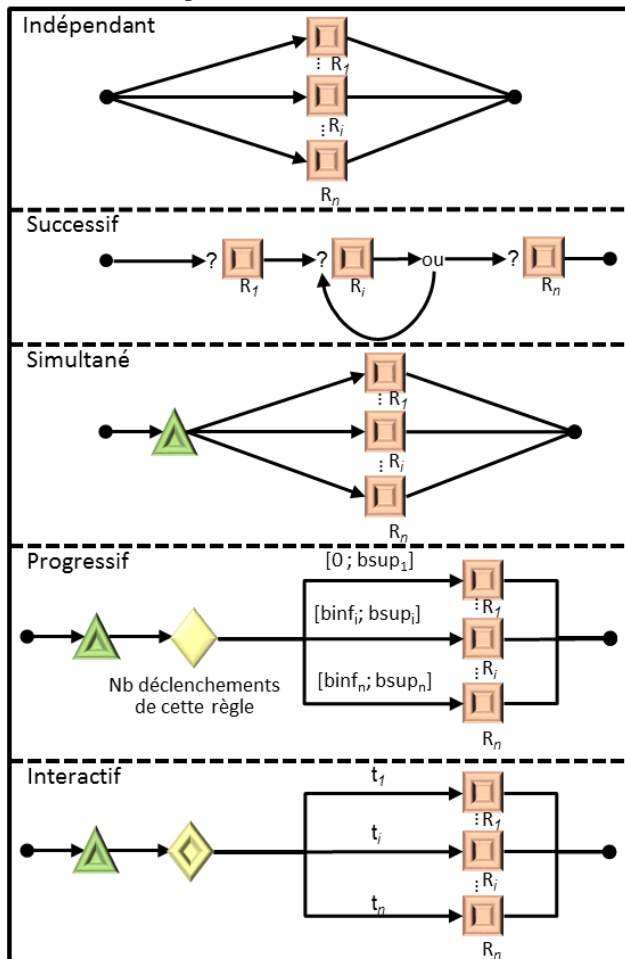 Indépendant
⋮ R1
⋮ Ri
Rn
Successif
? R1 ? Ri ou ? Rn
Simultané
⋮ R1
⋮ Ri
Rn
Progressif
[0 ; bsup1]
⋮ R1
[binfi; bsupi]
⋮ Ri
[binfn; bsupn]
Rn
Nb déclenchements
de cette règle
Interactif
t1
⋮ R1
ti
⋮ Ri
tn
Rn